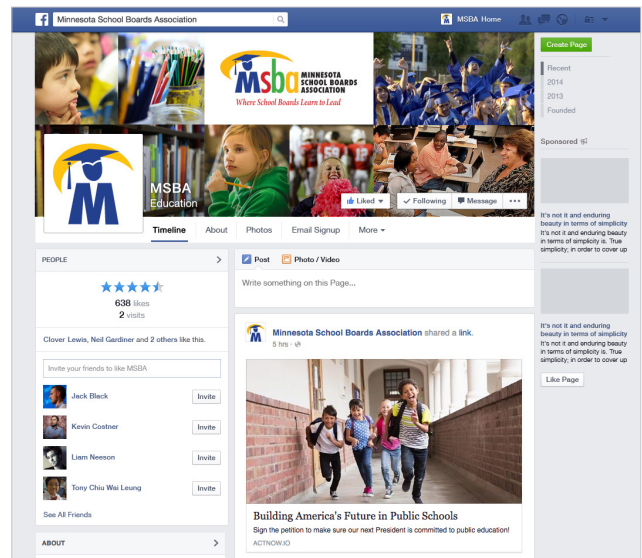 Minnesota School Boards Association
MSBA Home
Create Page
Recent
2014
2013
Founded
Sponsored
Msba MINNESOTA
SCHOOL BOARDS
ASSOCIATION
Where School Boards Learn to Lead
M
MSBA
Education
Liked
Following
Message
Timeline
About
Photos
Email Signup
More
PEOPLE
638 likes
2 visits
Clover Lewis, Neil Gardiner and 2 others like this.
Invite your friends to like MSBA
Jack Black
Invite
Kevin Costner
Invite
Liam Neeson
Invite
Tony Chiu Wai Leung
Invite
See All Friends
ABOUT
Post
Photo / Video
Write something on this Page...
Minnesota School Boards Association shared a link.
5 hrs
Building America's Future in Public Schools
Sign the petition to make sure our next President is committed to public education!
ACTNOW.IO
It's not it and enduring
beauty in terms of simplicity
It's not it and enduring beauty
in terms of simplicity is. True
simplicity; in order to cover up
It's not it and enduring
beauty in terms of simplicity
It's not it and enduring beauty
in terms of simplicity is. True
simplicity; in order to cover up
Like Page